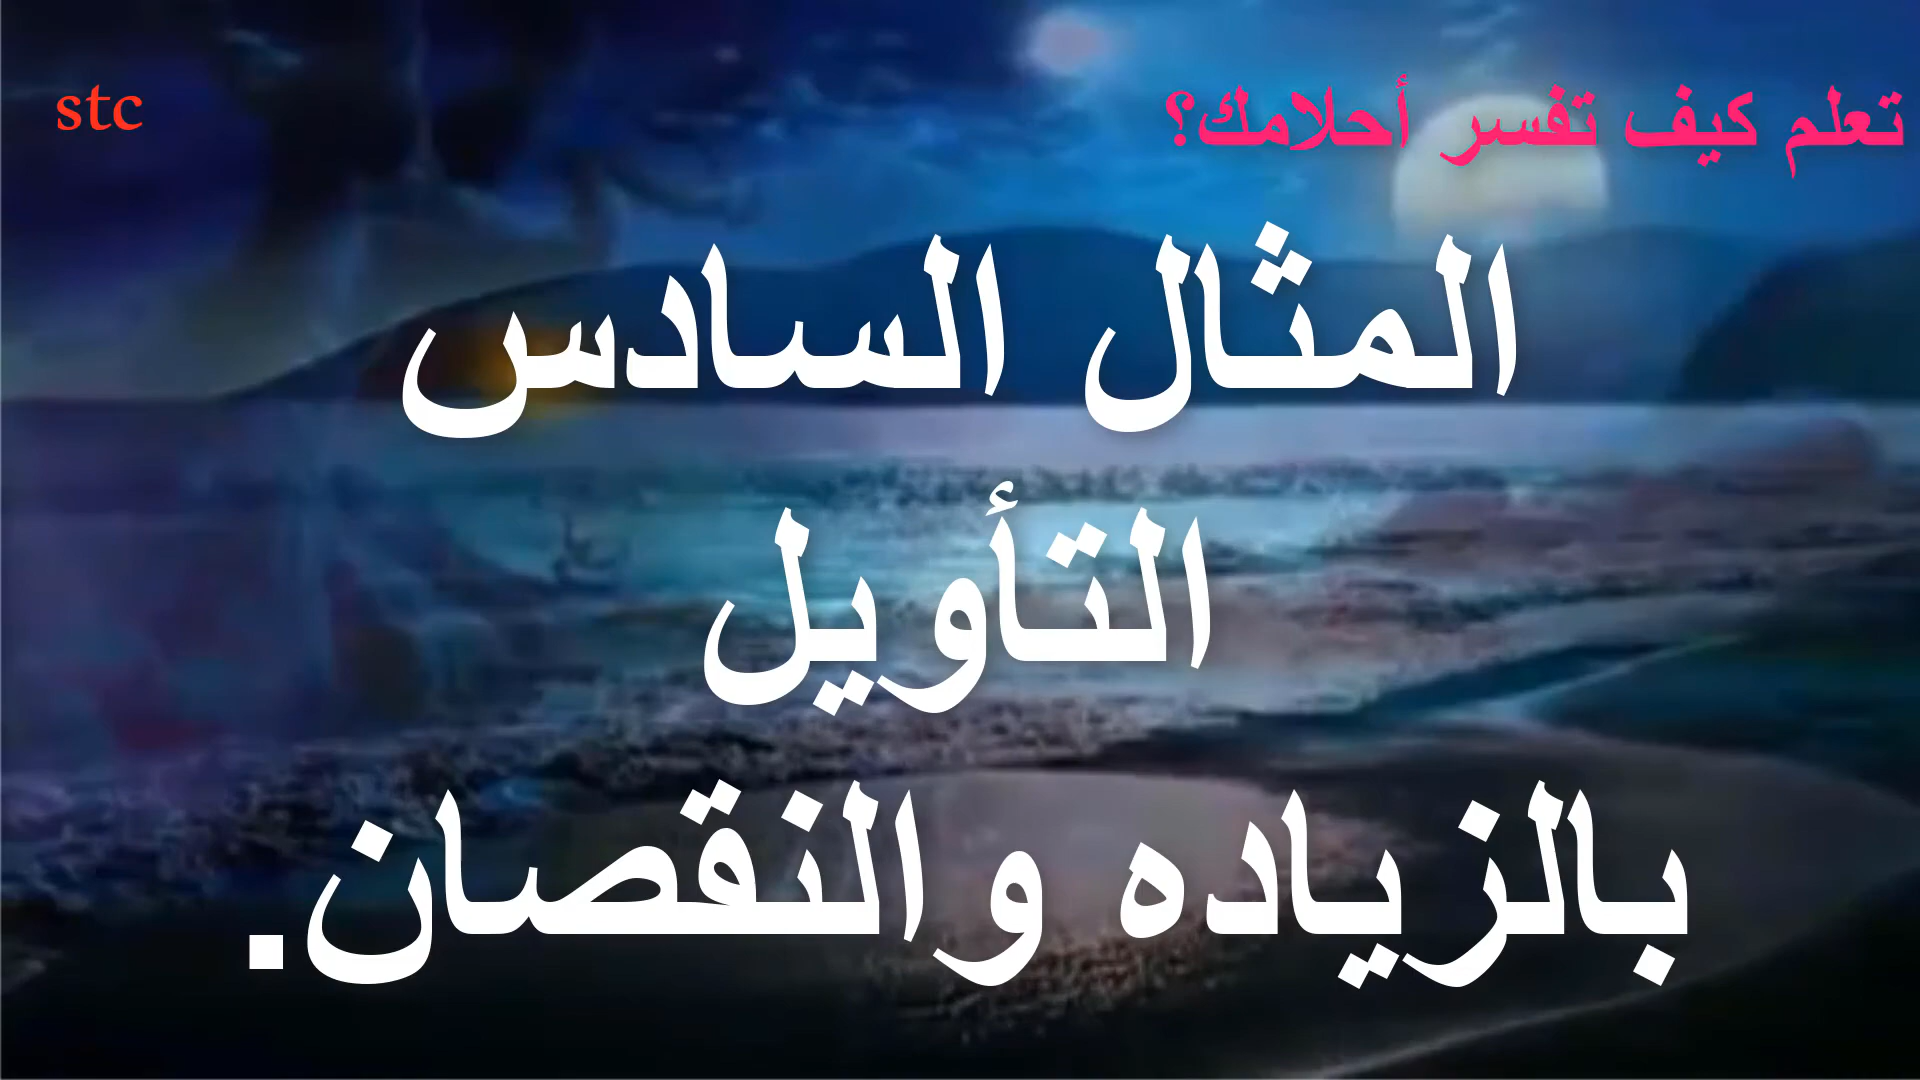 stc
تعلم كيف تفسر أحلامك؟
المثال السادس
التأويل
بالزياده والنقصان.